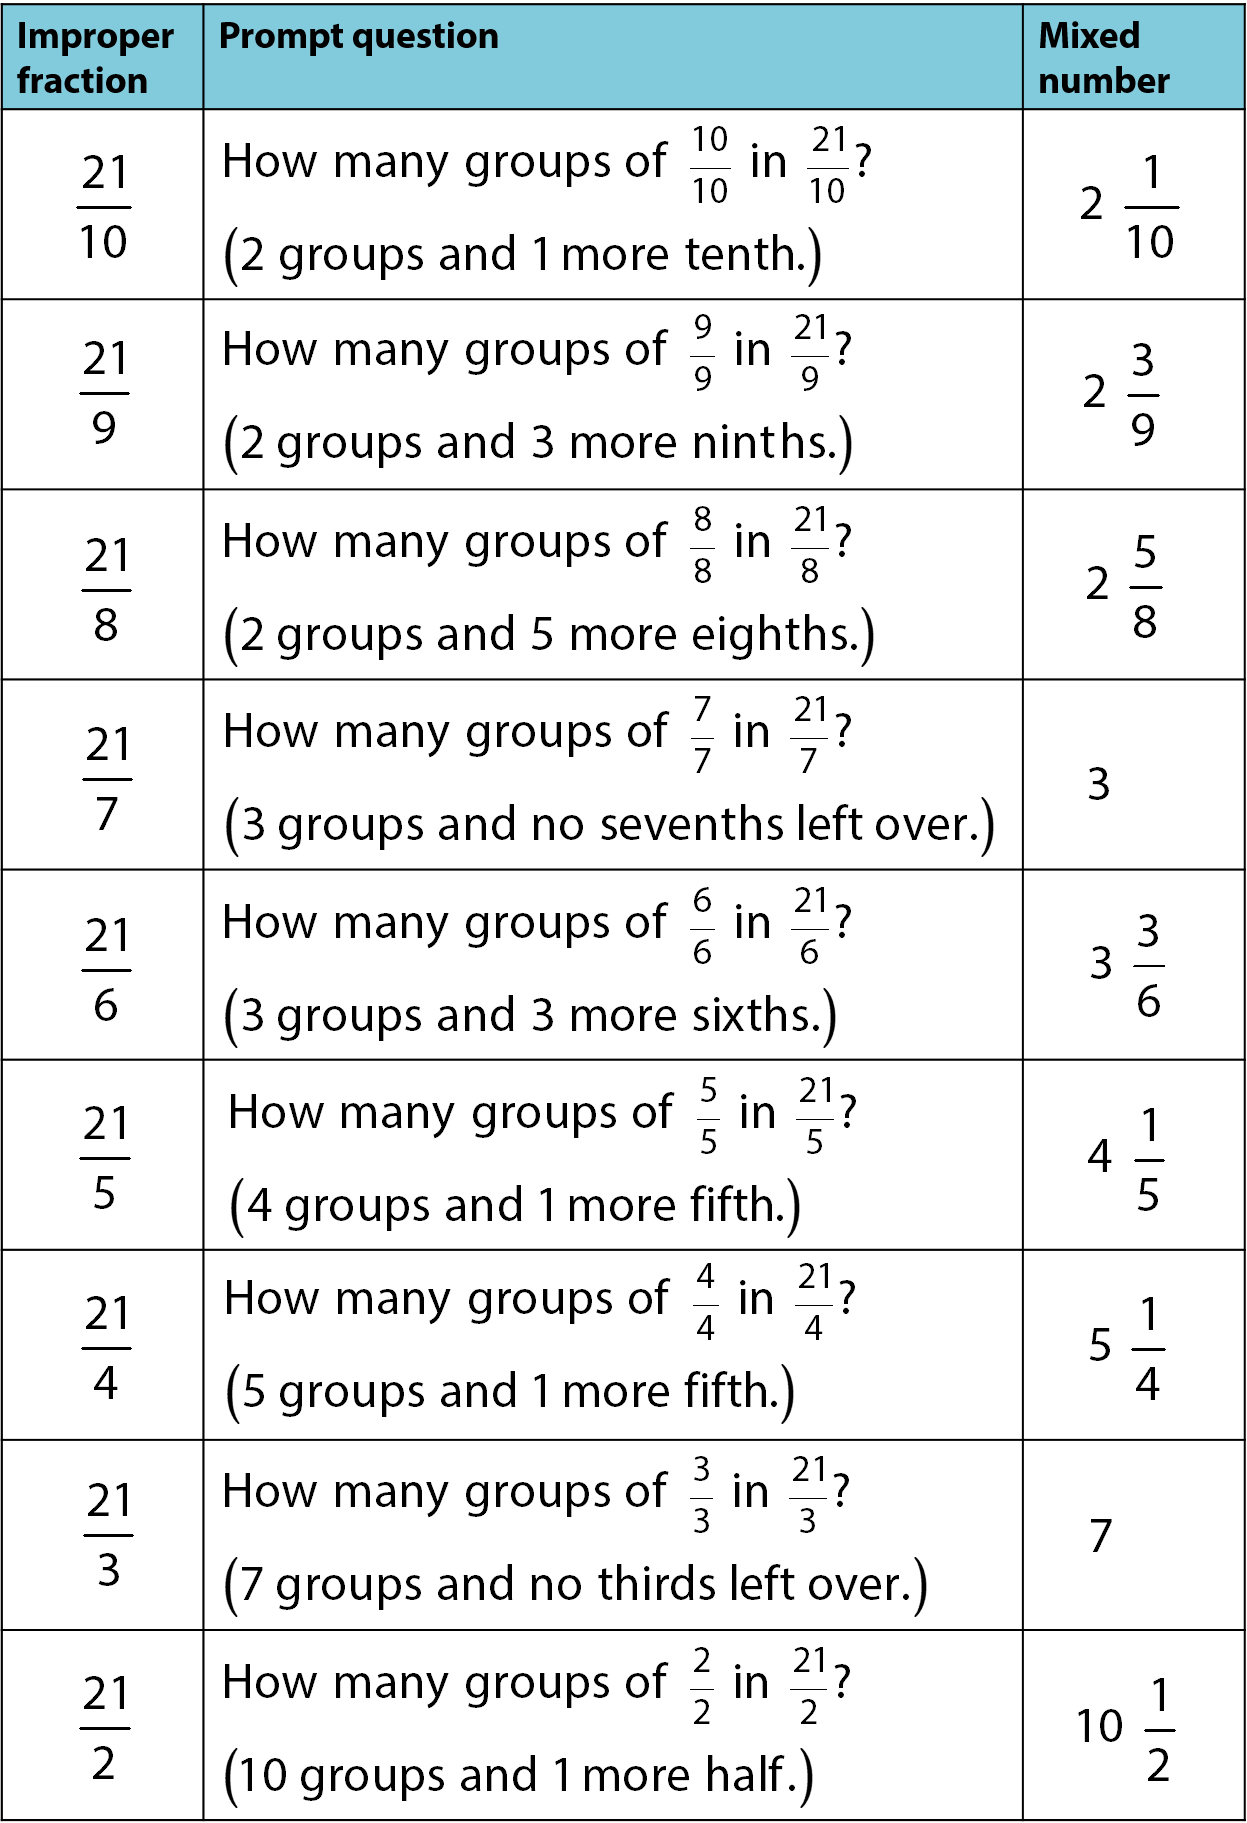 Improper fraction | Prompt question | Mixed number
21/10 | How many groups of 10/10 in 21/10? | 2 1/10
(2 groups and 1 more tenth.)
21/9 | How many groups of 9/9 in 21/9? | 2 3/9
(2 groups and 3 more ninths.)
21/8 | How many groups of 8/8 in 21/8? | 2 5/8
(2 groups and 5 more eighths.)
21/7 | How many groups of 7/7 in 21/7? | 3
(3 groups and no sevenths left over.)
21/6 | How many groups of 6/6 in 21/6? | 3 3/6
(3 groups and 3 more sixths.)
21/5 | How many groups of 5/5 in 21/5? | 4 1/5
(4 groups and 1 more fifth.)
21/4 | How many groups of 4/4 in 21/4? | 5 1/4
(5 groups and 1 more fifth.)
21/3 | How many groups of 3/3 in 21/3? | 7
(7 groups and no thirds left over.)
21/2 | How many groups of 2/2 in 21/2? | 10 1/2
(10 groups and 1 more half.)